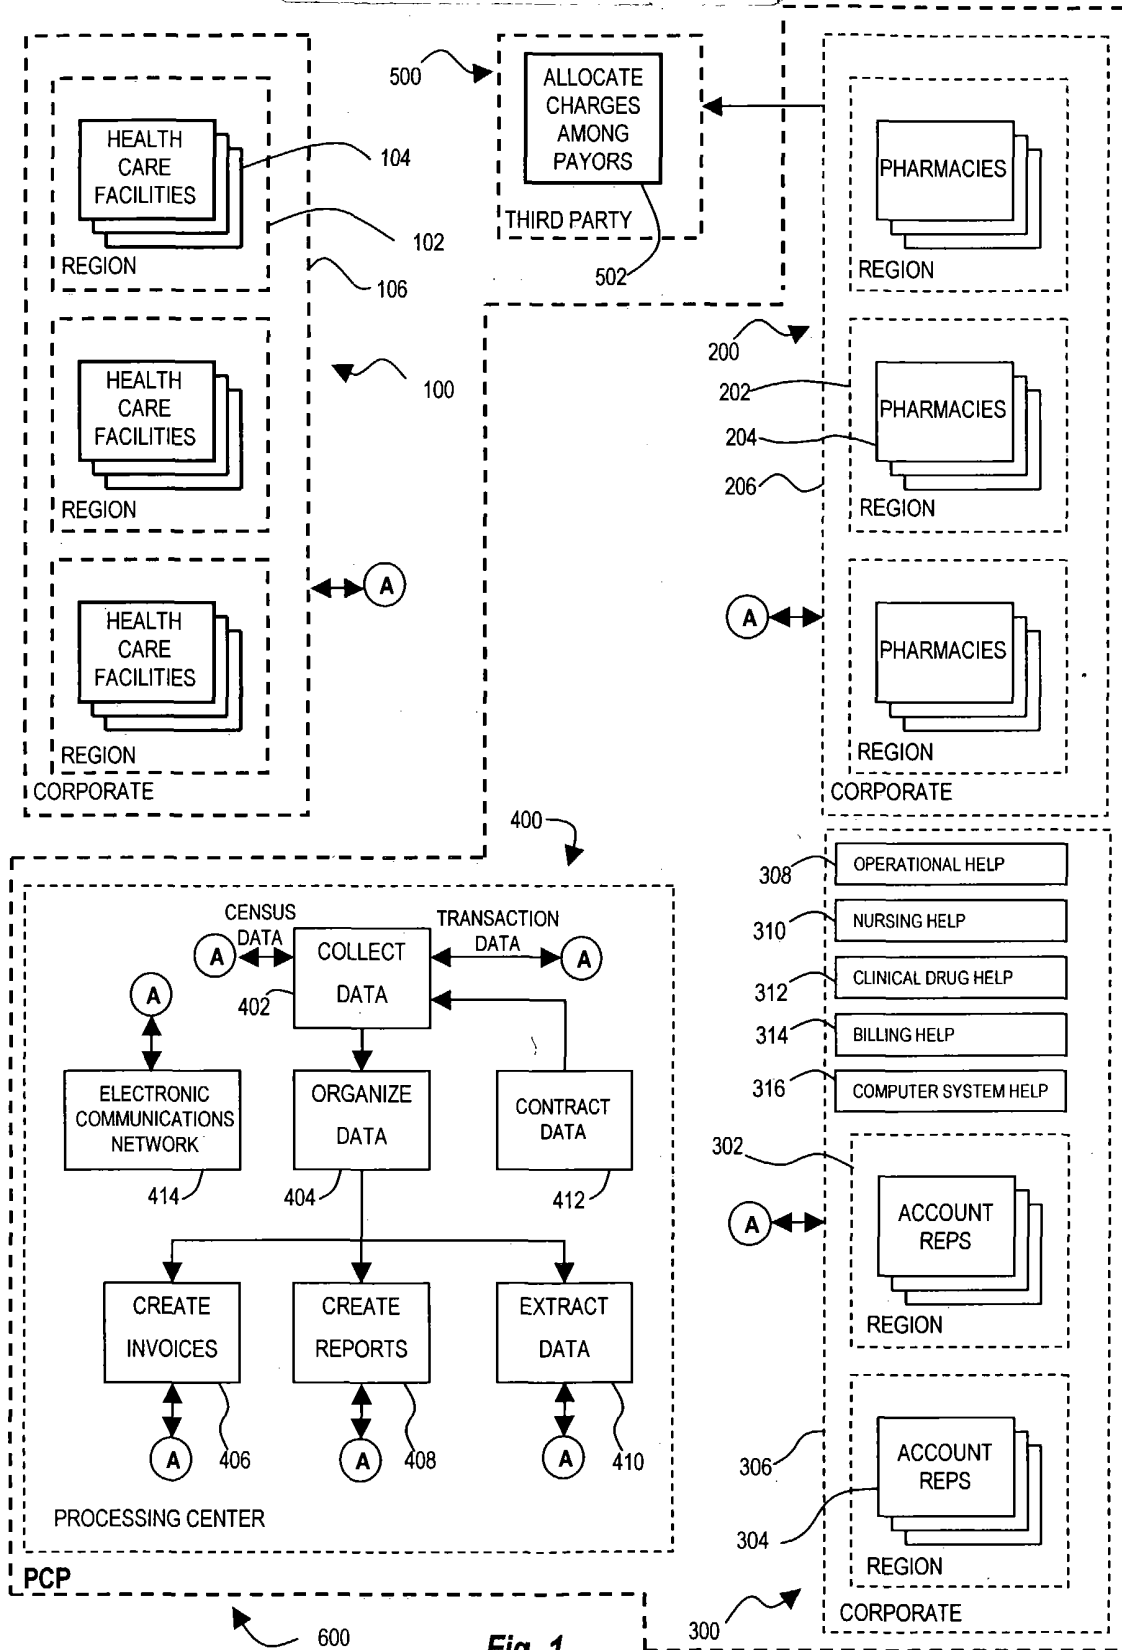 HEALTH
CARE
FACILITIES
104
102
REGION
106
HEALTH
CARE
FACILITIES
100
REGION
HEALTH
CARE
FACILITIES
A
REGION
CORPORATE
500
ALLOCATE
CHARGES
AMONG
PAYORS
THIRD PARTY
502
PHARMACIES
REGION
200
202
PHARMACIES
204
206
REGION
A
PHARMACIES
REGION
CORPORATE
400
CENSUS
DATA
TRANSACTION
DATA
A
COLLECT
DATA
A
402
A
ELECTRONIC
COMMUNICATIONS
NETWORK
414
ORGANIZE
DATA
404
CONTRACT
DATA
412
CREATE
INVOICES
CREATE
REPORTS
EXTRACT
DATA
A
406
A
408
A
410
PROCESSING CENTER
PCP
600
308
OPERATIONAL HELP
310
NURSING HELP
312
CLINICAL DRUG HELP
314
BILLING HELP
316
COMPUTER SYSTEM HELP
302
A
ACCOUNT
REPS
REGION
306
ACCOUNT
REPS
304
REGION
300
CORPORATE
Fig. 1